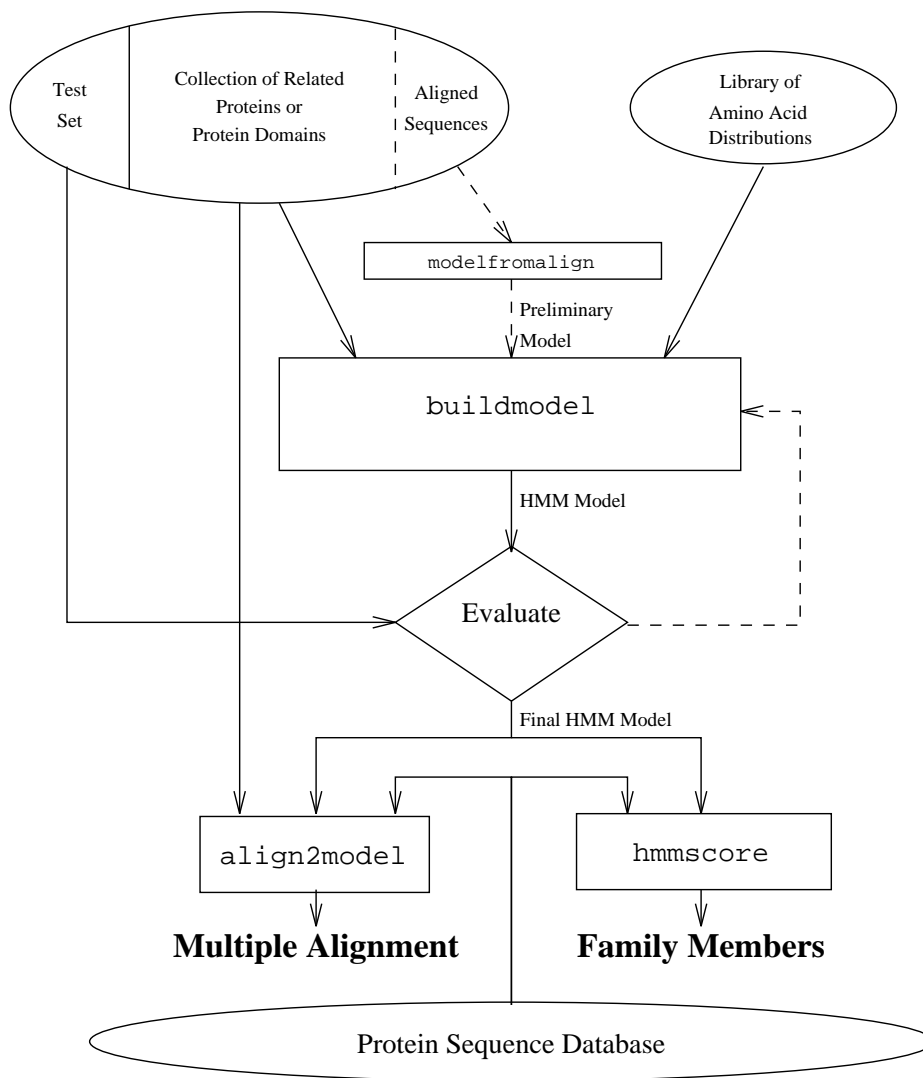 Test
Set
Collection of Related
Proteins or
Protein Domains
Aligned
Sequences
Library of
Amino Acid
Distributions
modelfromalign
Preliminary
Model
buildmodel
HMM Model
Evaluate
Final HMM Model
align2model
hmmscore
Multiple Alignment
Family Members
Protein Sequence Database